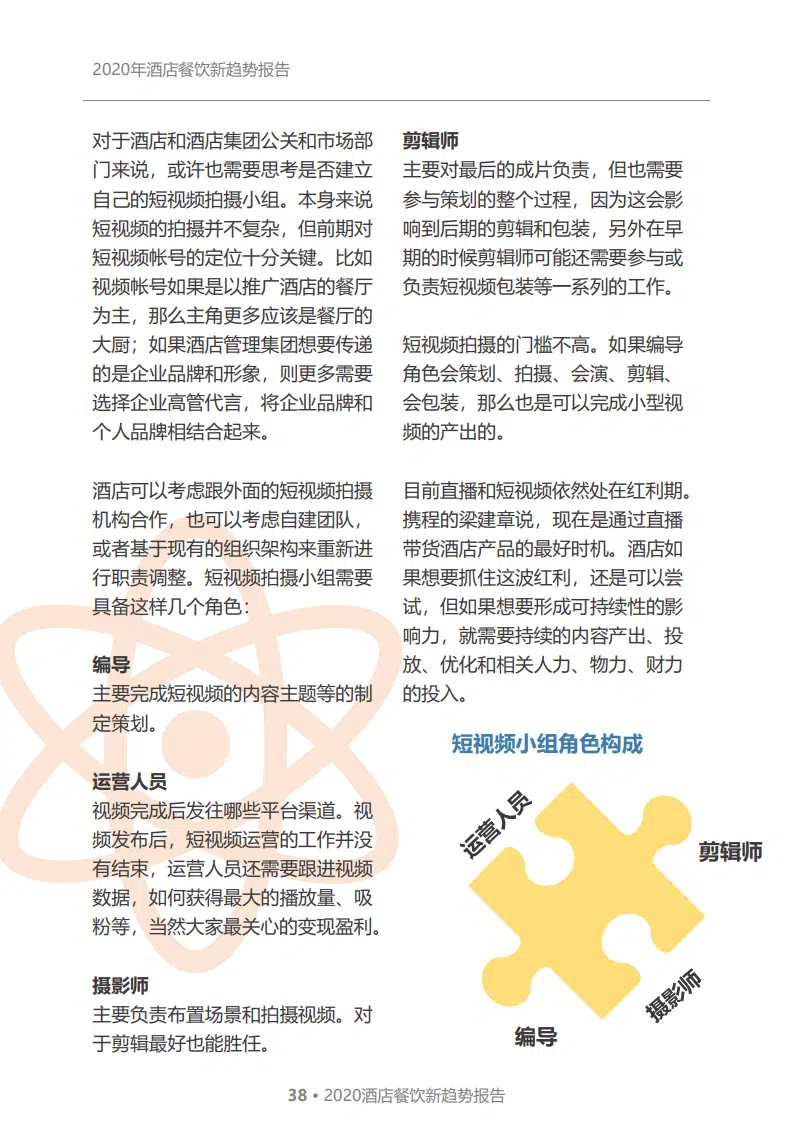 2020年酒店餐饮新趋势报告
对于酒店和酒店集团公关和市场部
门来说，或许也需要思考是否建立
自己的短视频拍摄小组。本身来说
短视频的拍摄并不复杂，但前期对
短视频帐号的定位十分关键。比如
视频帐号如果是以推广酒店的餐厅
为主，那么主角更多应该是餐厅的
大厨；如果酒店管理集团想要传递
的是企业品牌和形象，则更多需要
选择企业高管代言，将企业品牌和
个人品牌相结合起来。
酒店可以考虑跟外面的短视频拍摄
机构合作，也可以考虑自建团队，
或者基于现有的组织架构来重新进
行职责调整。短视频拍摄小组需要
具备这样几个角色：
编导
主要完成短视频的内容主题等的制
定策划。
运营人员
视频完成后发往哪些平台渠道。视
频发布后，短视频运营的工作并没
有结束，运营人员还需要跟进视频
数据，如何获得最大的播放量、吸
粉等，当然大家最关心的变现盈利。
摄影师
主要负责布置场景和拍摄视频。对
于剪辑最好也能胜任。
剪辑师
主要对最后的成片负责，但也需要
参与策划的整个过程，因为这会影
响到后期的剪辑和包装，另外在早
期的时候剪辑师可能还需要参与或
负责短视频包装等一系列的工作。
短视频拍摄的门槛不高。如果编导
角色会策划、拍摄、会演、剪辑、
会包装，那么也是可以完成小型视
频的产出的。
目前直播和短视频依然处在红利期。
携程的梁建章说，现在是通过直播
带货酒店产品的最好时机。酒店如
果想要抓住这波红利，还是可以尝
试，但如果想要形成可持续性的影
响力，就需要持续的内容产出、投
放、优化和相关人力、物力、财力
的投入。
短视频小组角色构成
运营人员
剪辑师
摄影师
编导
38 • 2020酒店餐饮新趋势报告